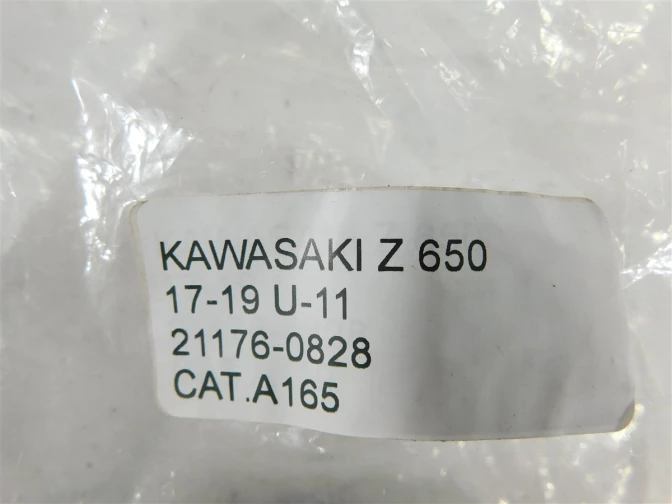 KAWASAKI Z 650
17-19 U-11
21176-0828
CAT.A165